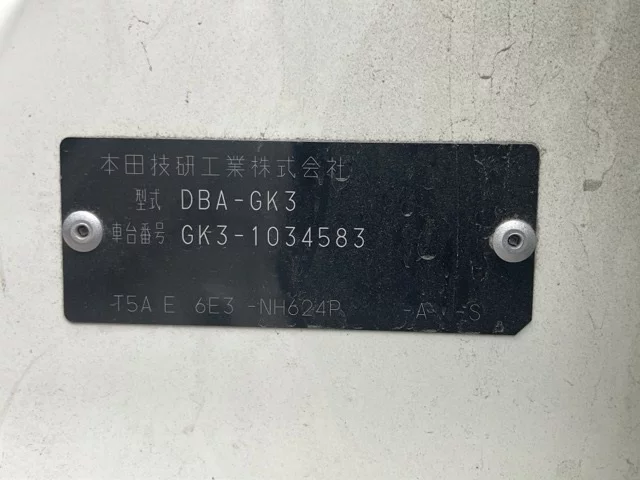 本田技研工業株式会社
型式 DBA-GK3
車台番号 GK3-1034583
T5A E 6E3 -NH624P -A -S